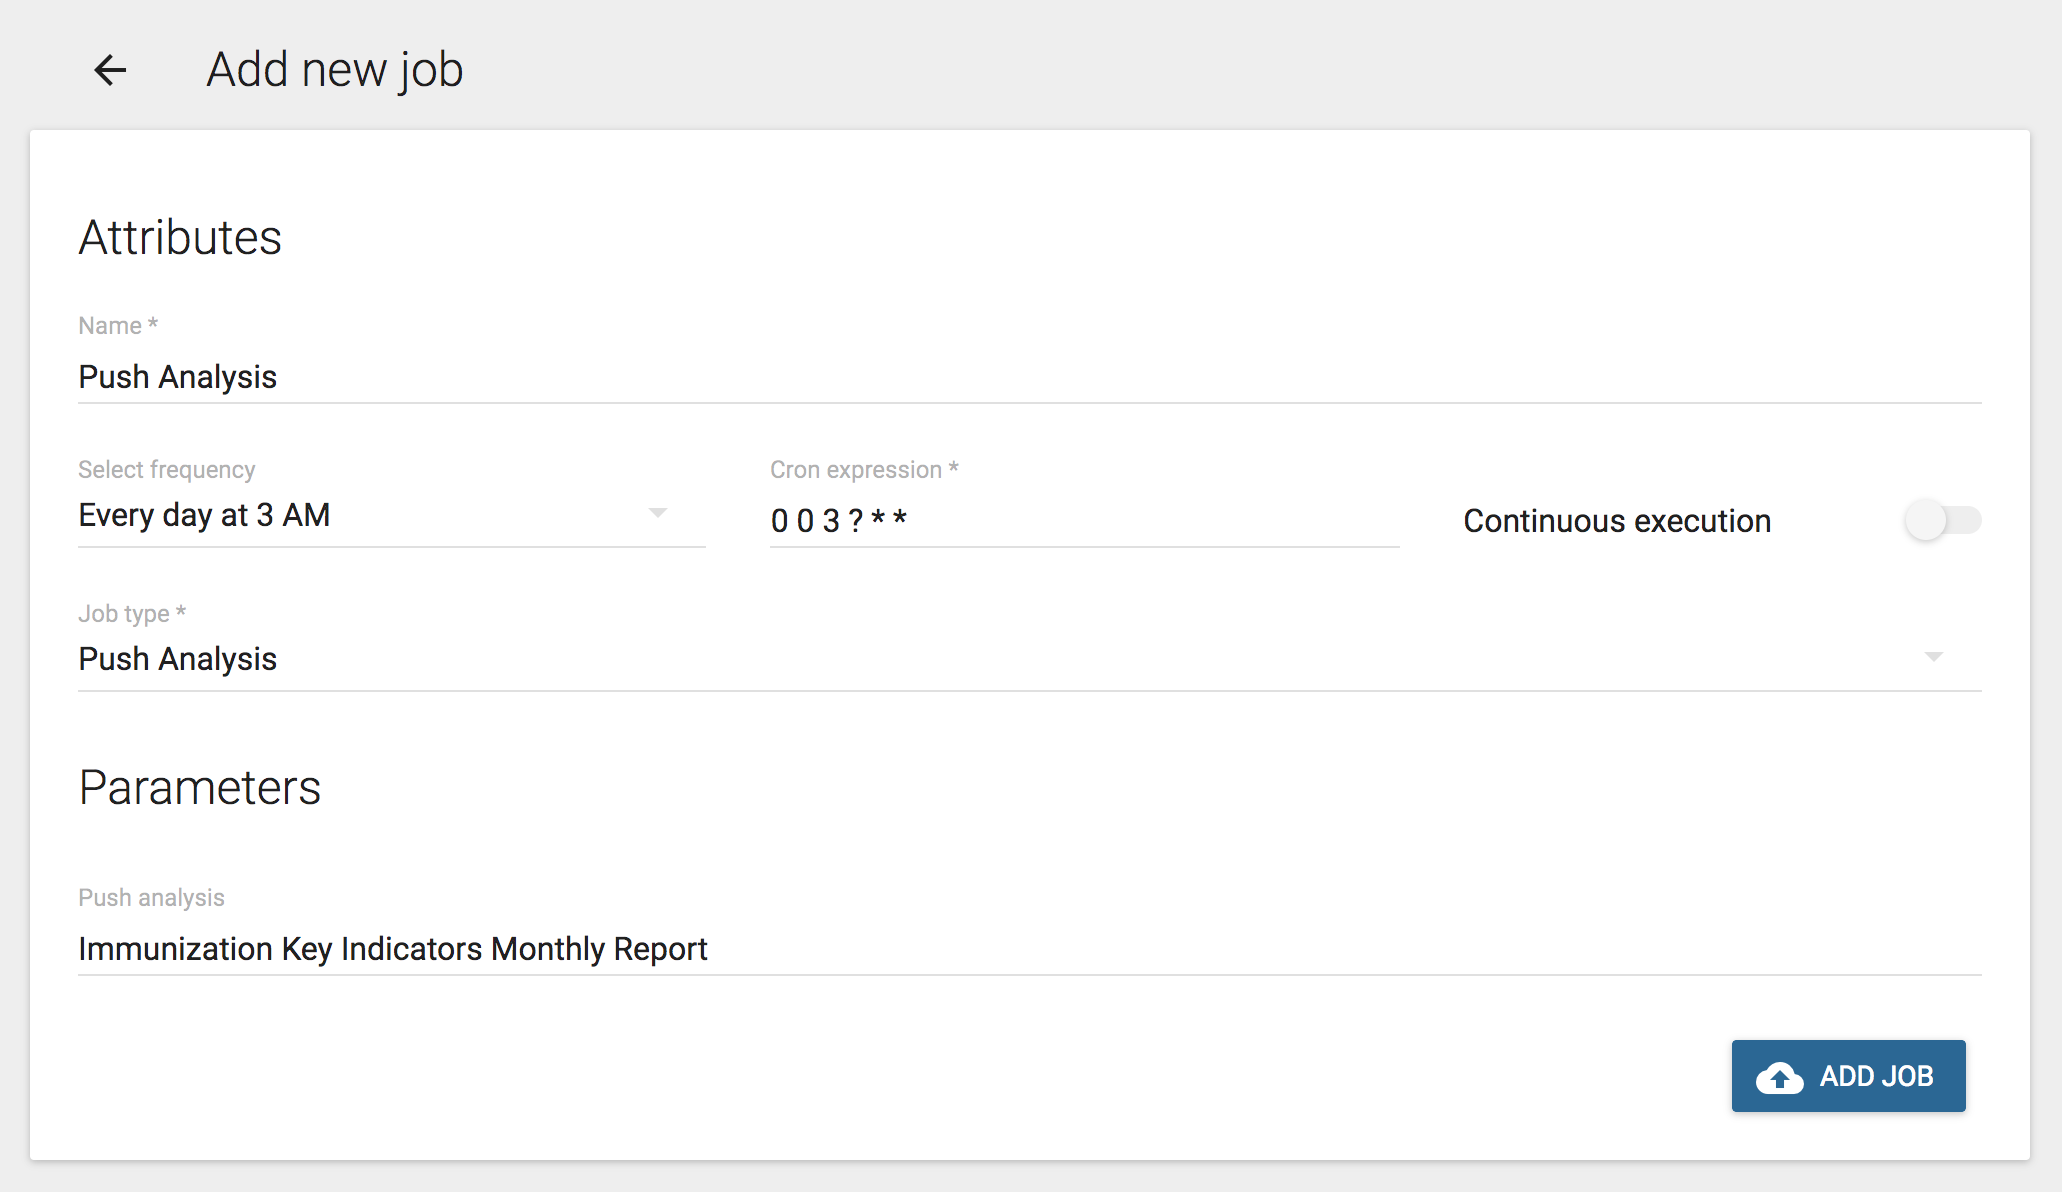 Add new job
Attributes
Name *
Push Analysis
Select frequency
Every day at 3 AM
Cron expression *
0 0 3 ? * *
Continuous execution
Job type *
Push Analysis
Parameters
Push analysis
Immunization Key Indicators Monthly Report
ADD JOB